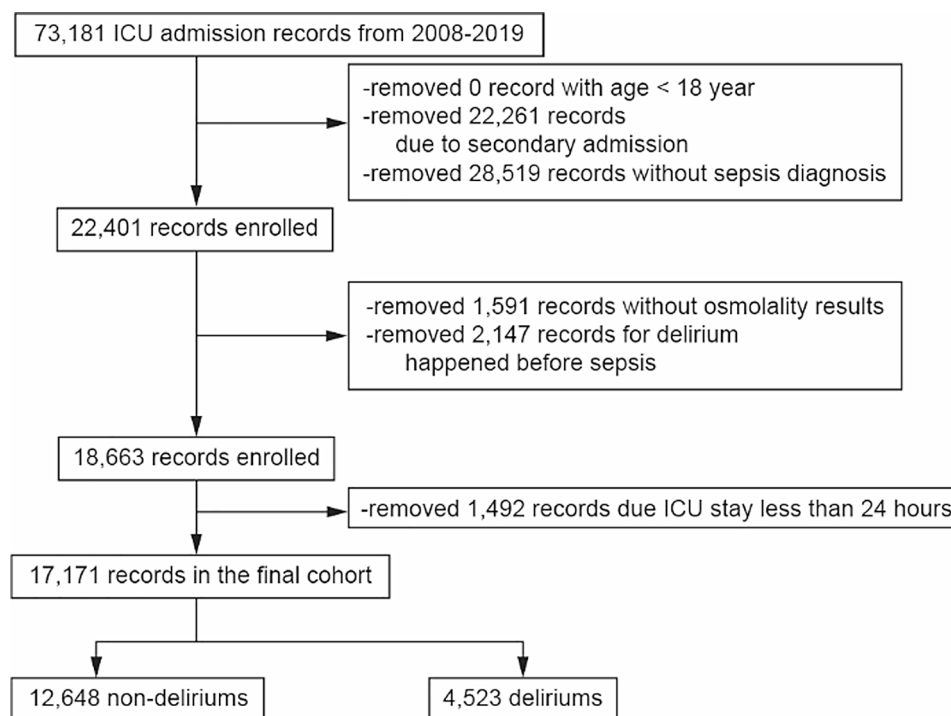 73,181 ICU admission records from 2008-2019
-removed 0 record with age < 18 year
-removed 22,261 records
due to secondary admission
-removed 28,519 records without sepsis diagnosis
22,401 records enrolled
-removed 1,591 records without osmolality results
-removed 2,147 records for delirium
happened before sepsis
18,663 records enrolled
-removed 1,492 records due ICU stay less than 24 hours
17,171 records in the final cohort
12,648 non-deliriums
4,523 deliriums